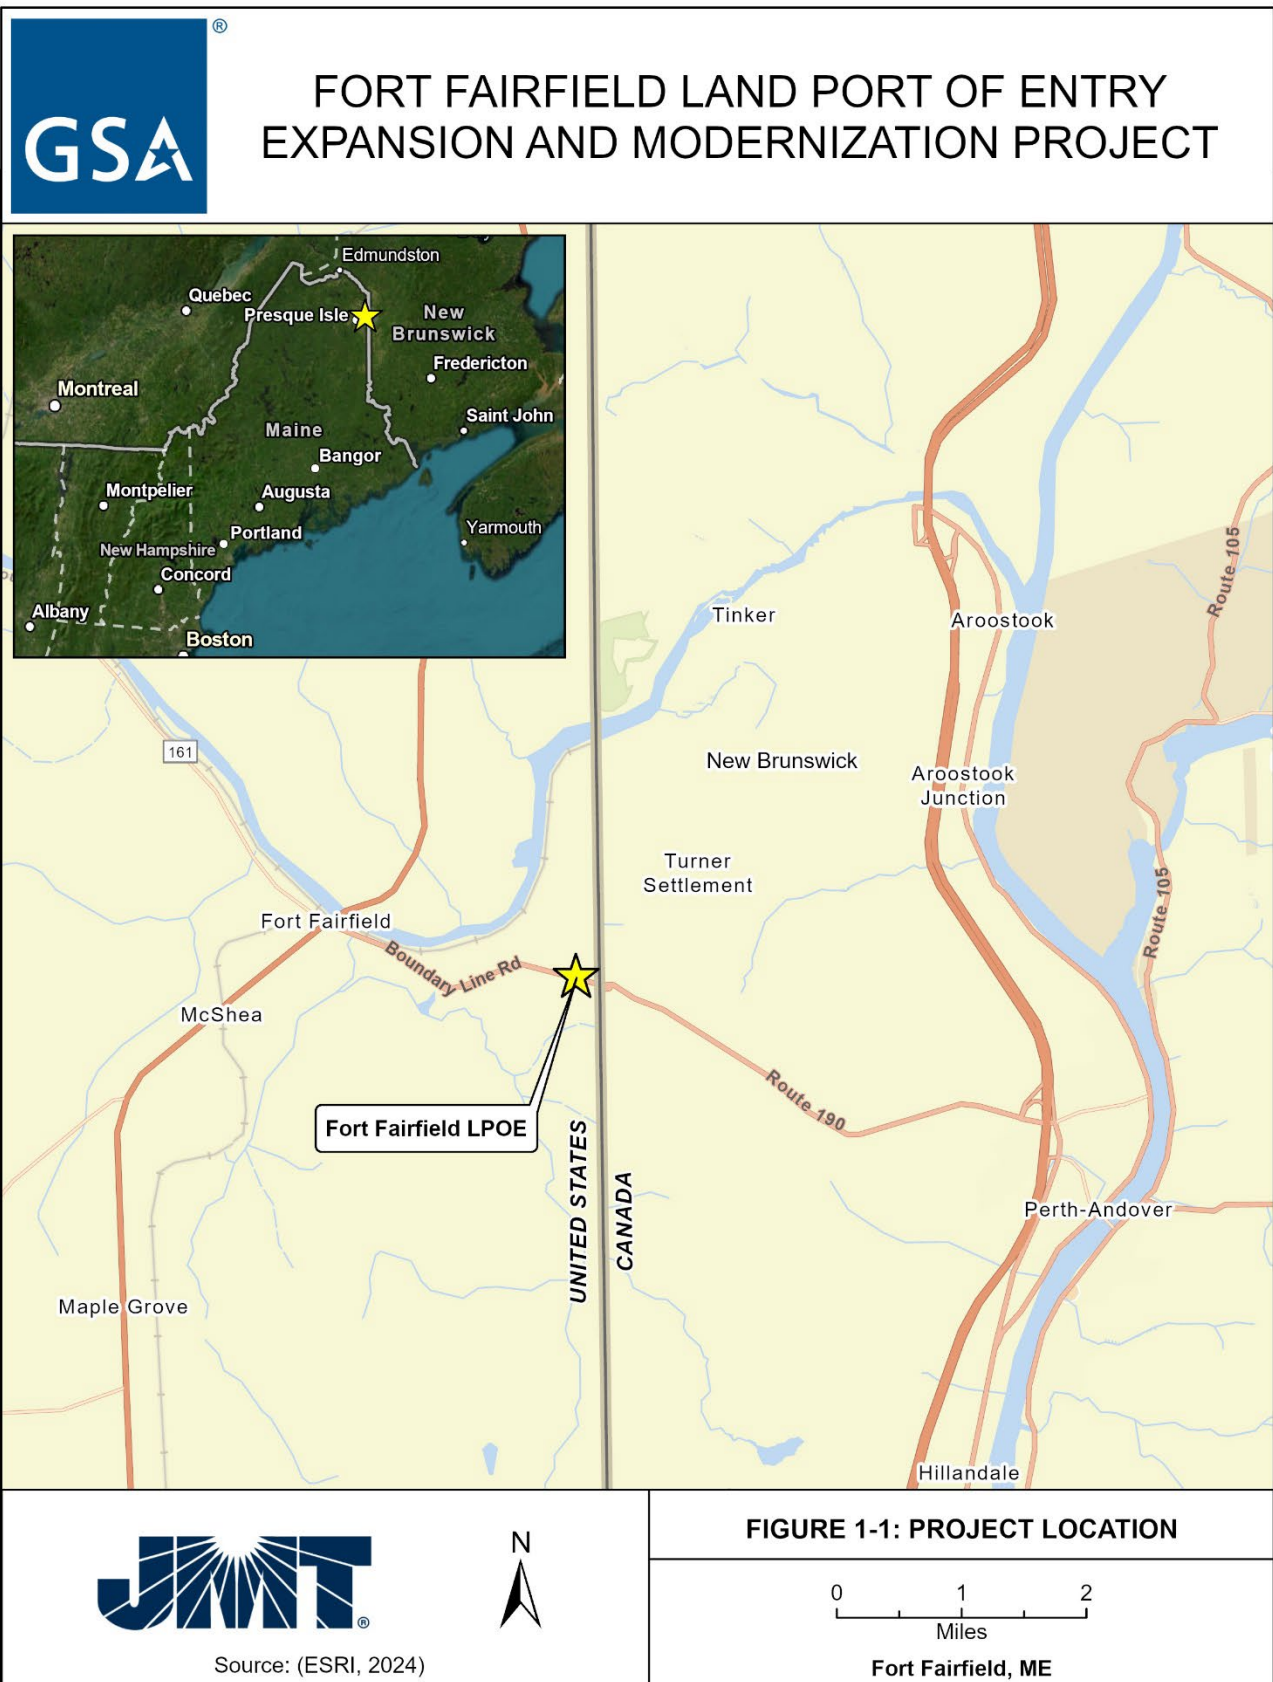 GSA
®
FORT FAIRFIELD LAND PORT OF ENTRY
EXPANSION AND MODERNIZATION PROJECT
Edmundston
Quebec
Presque Isle
New
Brunswick
Fredericton
Montreal
Saint John
Maine
Bangor
Montpelier
Augusta
Yarmouth
Portland
New Hampshire
Concord
Albany
Boston
Route 105
Tinker
Aroostook
161
New Brunswick
Aroostook
Junction
Turner
Settlement
Route 105
Fort Fairfield
Boundary Line Rd
McShea
Route 190
Fort Fairfield LPOE
UNITED STATES
CANADA
Perth-Andover
Maple Grove
Hillandale
JMT
®
Source: (ESRI, 2024)
N
FIGURE 1-1: PROJECT LOCATION
0 1 2
Miles
Fort Fairfield, ME